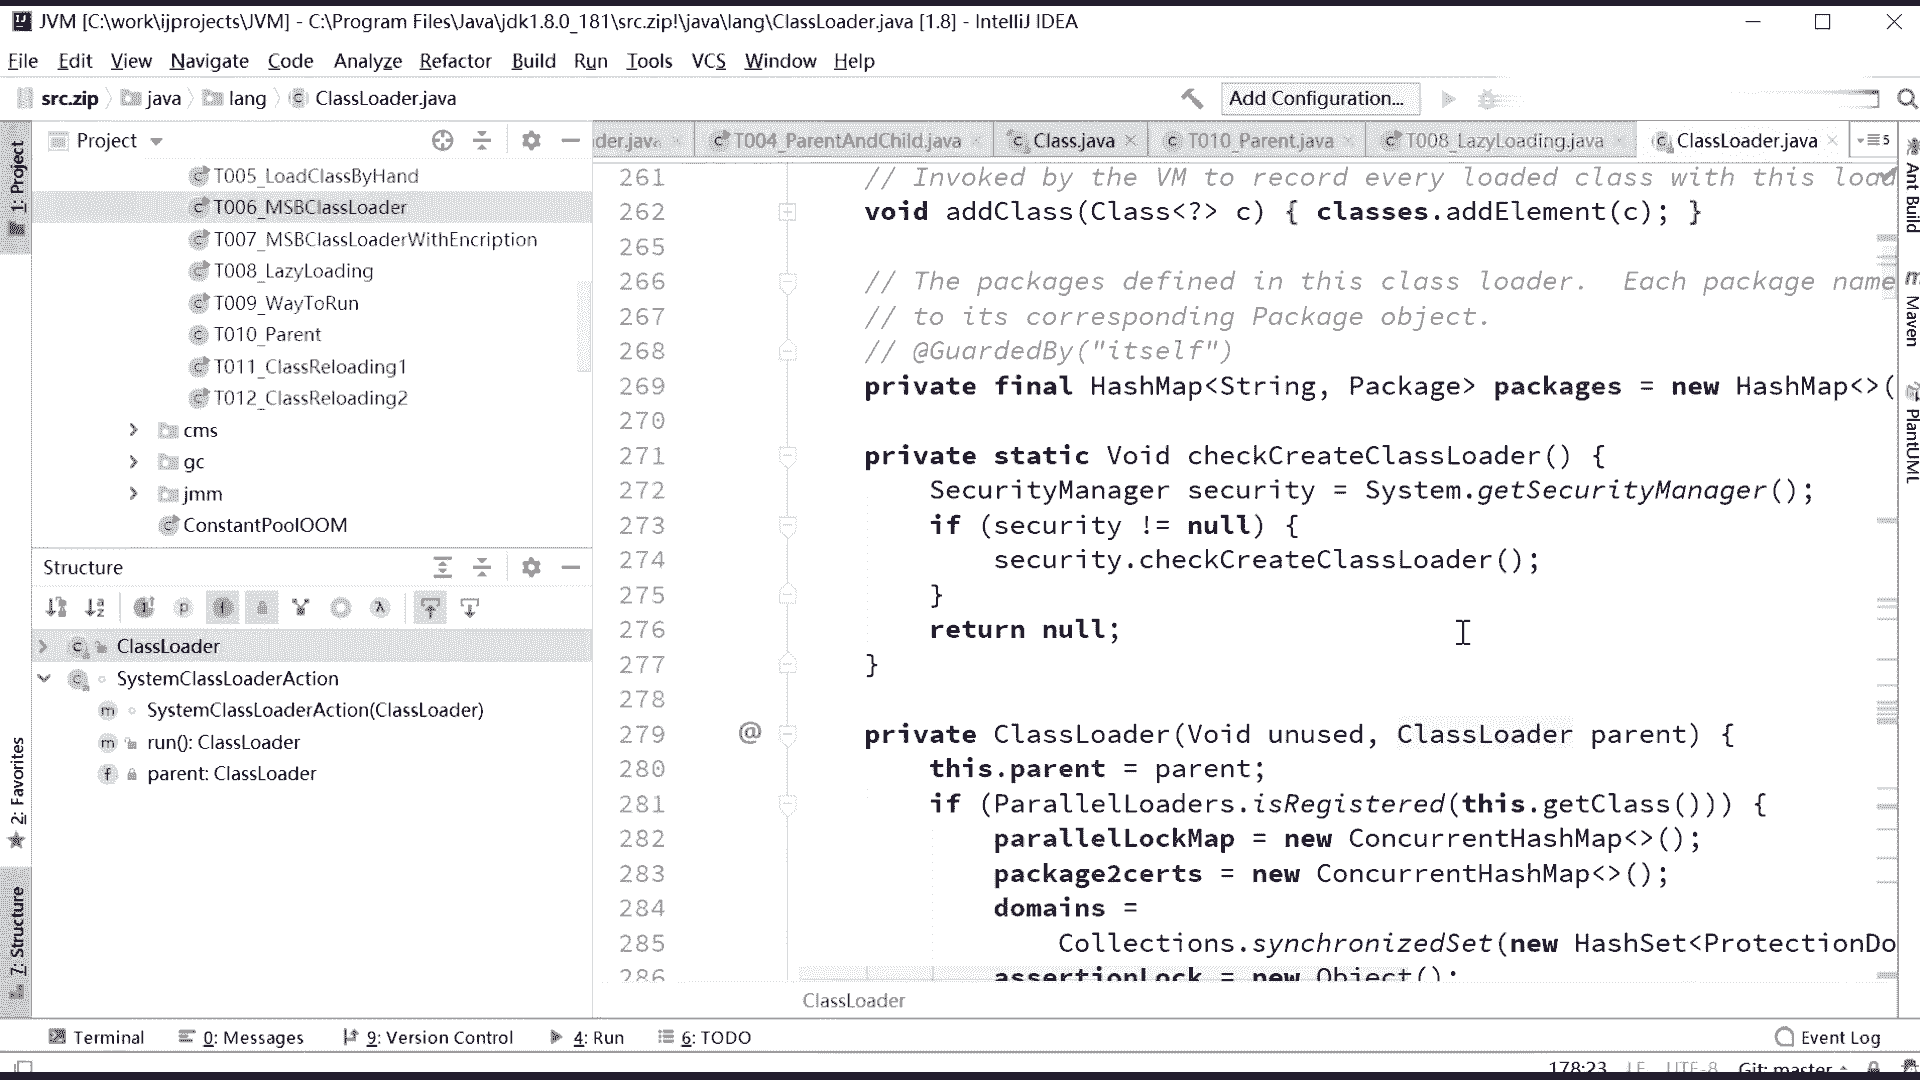 JVM [C:\work\ijprojects\JVM] - C:\Program Files\Java\jdk1.8.0_181\src.zip!\java\lang\ClassLoader.java [1.8] - IntelliJ IDEA
File Edit View Navigate Code Analyze Refactor Build Run Tools VCS Window Help
src.zip java lang ClassLoader.java
Add Configuration...
Project
der.java T004_ParentAndChild.java Class.java T010_Parent.java T008_LazyLoading.java ClassLoader.java 5
1: Project
T005_LoadClassByHand
T006_MSBClassLoader
T007_MSBClassLoaderWithEncription
T008_LazyLoading
T009_WayToRun
T010_Parent
T011_ClassReloading1
T012_ClassReloading2
cms
gc
jmm
ConstantPoolOOM
Structure
ClassLoader
SystemClassLoaderAction
SystemClassLoaderAction(ClassLoader)
run(): ClassLoader
parent: ClassLoader
2: Favorites
7: Structure
261 // Invoked by the VM to record every loaded class with this load
262 void addClass(Class<?> c) { classes.addElement(c); }
265
266 // The packages defined in this class loader.  Each package name
267 // to its corresponding Package object.
268 // @GuardedBy("itself")
269 private final HashMap<String, Package> packages = new HashMap<>(
270
271 private static Void checkCreateClassLoader() {
272 SecurityManager security = System.getSecurityManager();
273 if (security != null) {
274 security.checkCreateClassLoader();
275 }
276 return null;
277 }
278
279 @ private ClassLoader(Void unused, ClassLoader parent) {
280 this.parent = parent;
281 if (ParallelLoaders.isRegistered(this.getClass())) {
282 parallelLockMap = new ConcurrentHashMap<>();
283 package2certs = new ConcurrentHashMap<>();
284 domains =
285 Collections.synchronizedSet(new HashSet<ProtectionDo
286 assertionLock = new Object();
ClassLoader
Ant Build
Maven
PlantUML
Terminal 0: Messages 9: Version Control 4: Run 6: TODO Event Log
178:23 LF UTF-8 Git: master